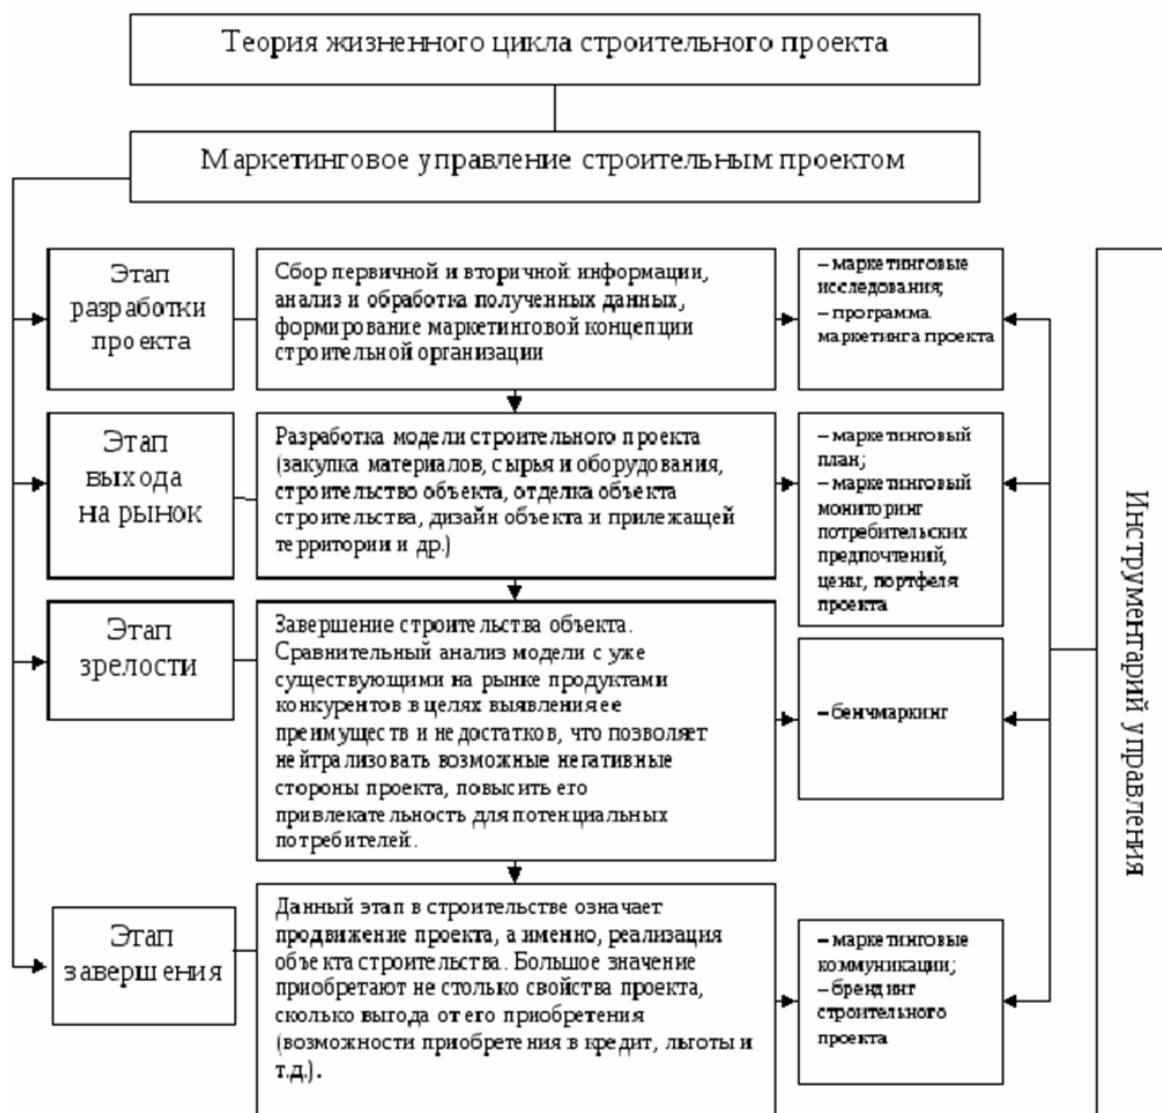 Теория жизненного цикла строительного проекта
Маркетинговое управление строительным проектом
Этап
разработки
проекта
Сбор первичной и вторичной информации,
анализ и обработка полученных данных,
формирование маркетинговой концепции
строительной организации
– маркетинговые
исследования;
– программа
маркетинга проекта
Этап
выхода
на рынок
Разработка модели строительного проекта
(закупка материалов, сырья и оборудования,
строительство объекта, отделка объекта
строительства, дизайн объекта и прилежащей
территории и др.)
– маркетинговый
план;
– маркетинговый
мониторинг
потребительских
предпочтений,
цены, портфеля
проекта
Этап
зрелости
Завершение строительства объекта.
Сравнительный анализ модели с уже
существующими на рынке продуктами
конкурентов в целях выявления ее
преимуществ и недостатков, что позволяет
нейтрализовать возможные негативные
стороны проекта, повысить его
привлекательность для потенциальных
потребителей.
– бенчмаркинг
Этап
завершения
Данный этап в строительстве означает
продвижение проекта, а именно, реализация
объекта строительства. Большое значение
приобретают не столько свойства проекта,
сколько выгода от его приобретения
(возможности приобретения в кредит, льготы и
т.д.).
– маркетинговые
коммуникации;
– брендинг
строительного
проекта
Инструментарий управления